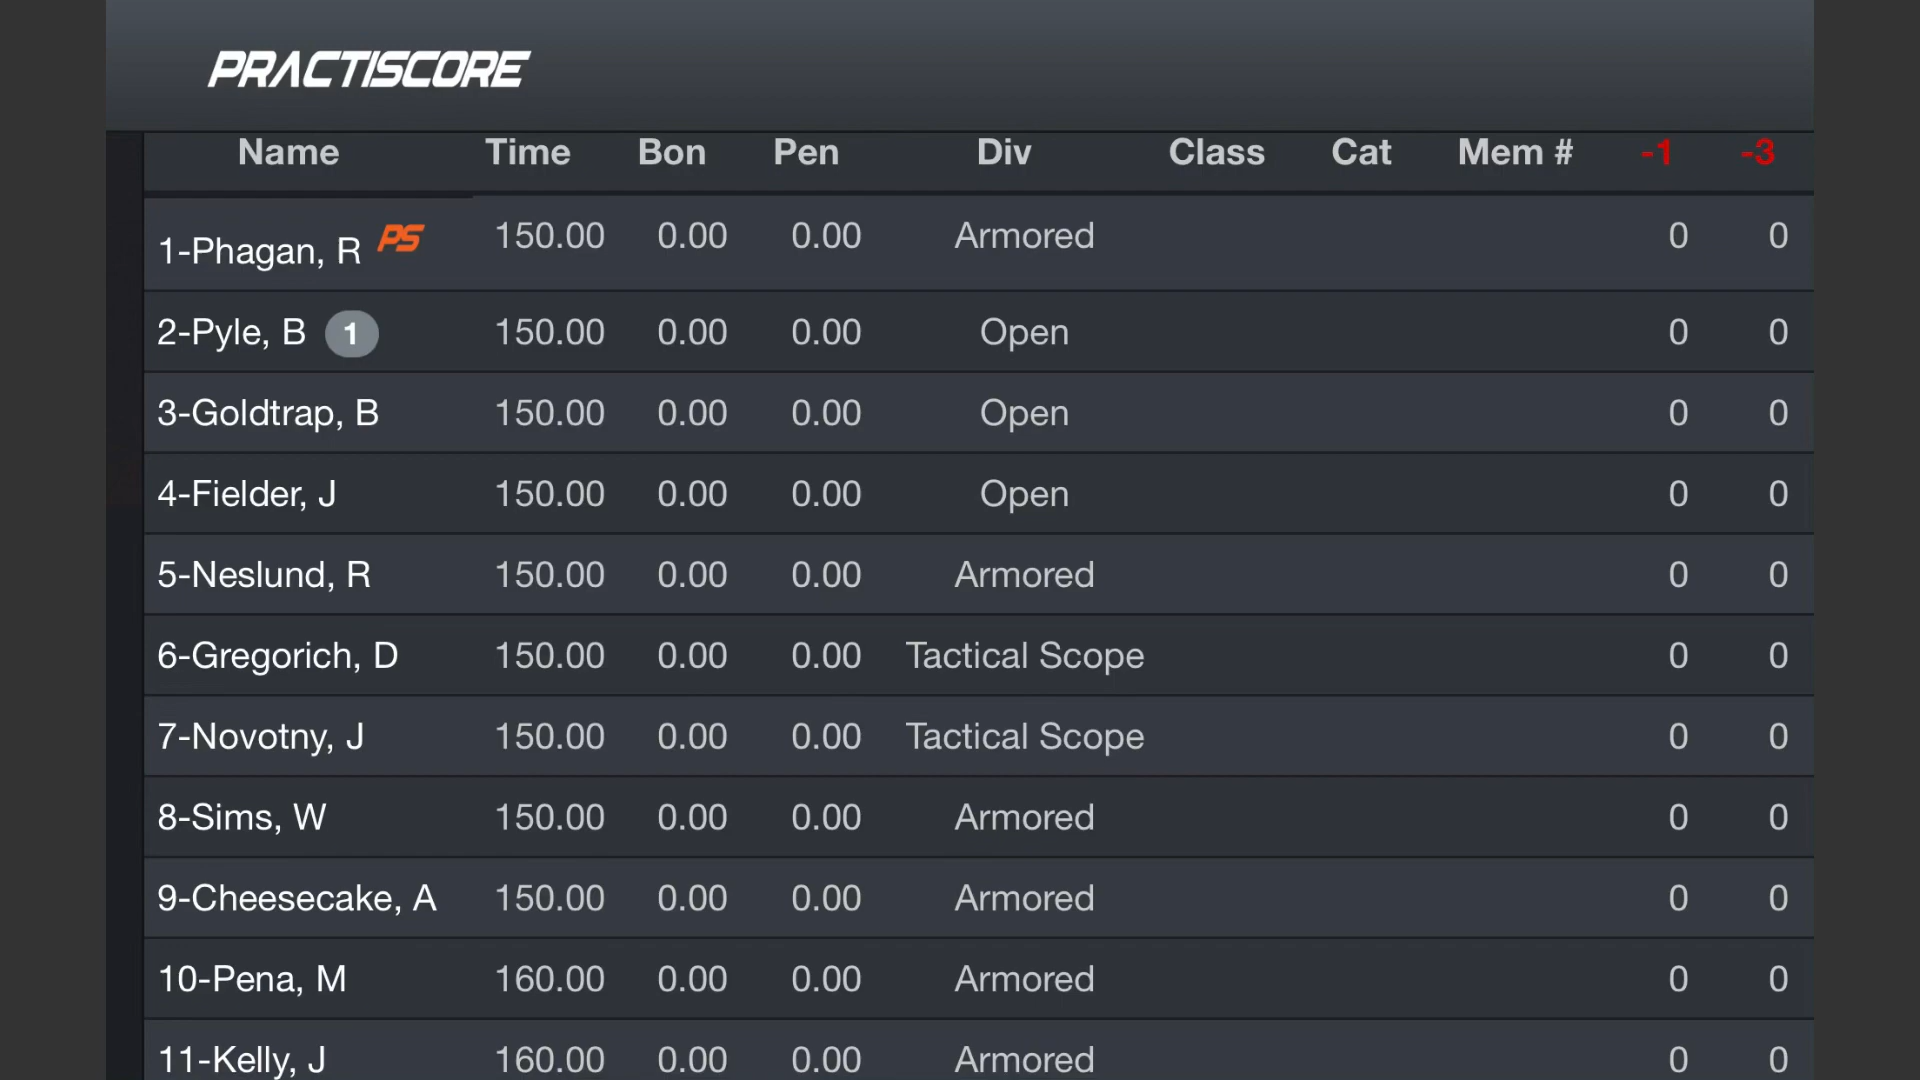 PRACTISCORE
Name Time Bon Pen Div Class Cat Mem # -1 -3
1-Phagan, R PS 150.00 0.00 0.00 Armored 0 0
2-Pyle, B 1 150.00 0.00 0.00 Open 0 0
3-Goldtrap, B 150.00 0.00 0.00 Open 0 0
4-Fielder, J 150.00 0.00 0.00 Open 0 0
5-Neslund, R 150.00 0.00 0.00 Armored 0 0
6-Gregorich, D 150.00 0.00 0.00 Tactical Scope 0 0
7-Novotny, J 150.00 0.00 0.00 Tactical Scope 0 0
8-Sims, W 150.00 0.00 0.00 Armored 0 0
9-Cheesecake, A 150.00 0.00 0.00 Armored 0 0
10-Pena, M 160.00 0.00 0.00 Armored 0 0
11-Kelly, J 160.00 0.00 0.00 Armored 0 0